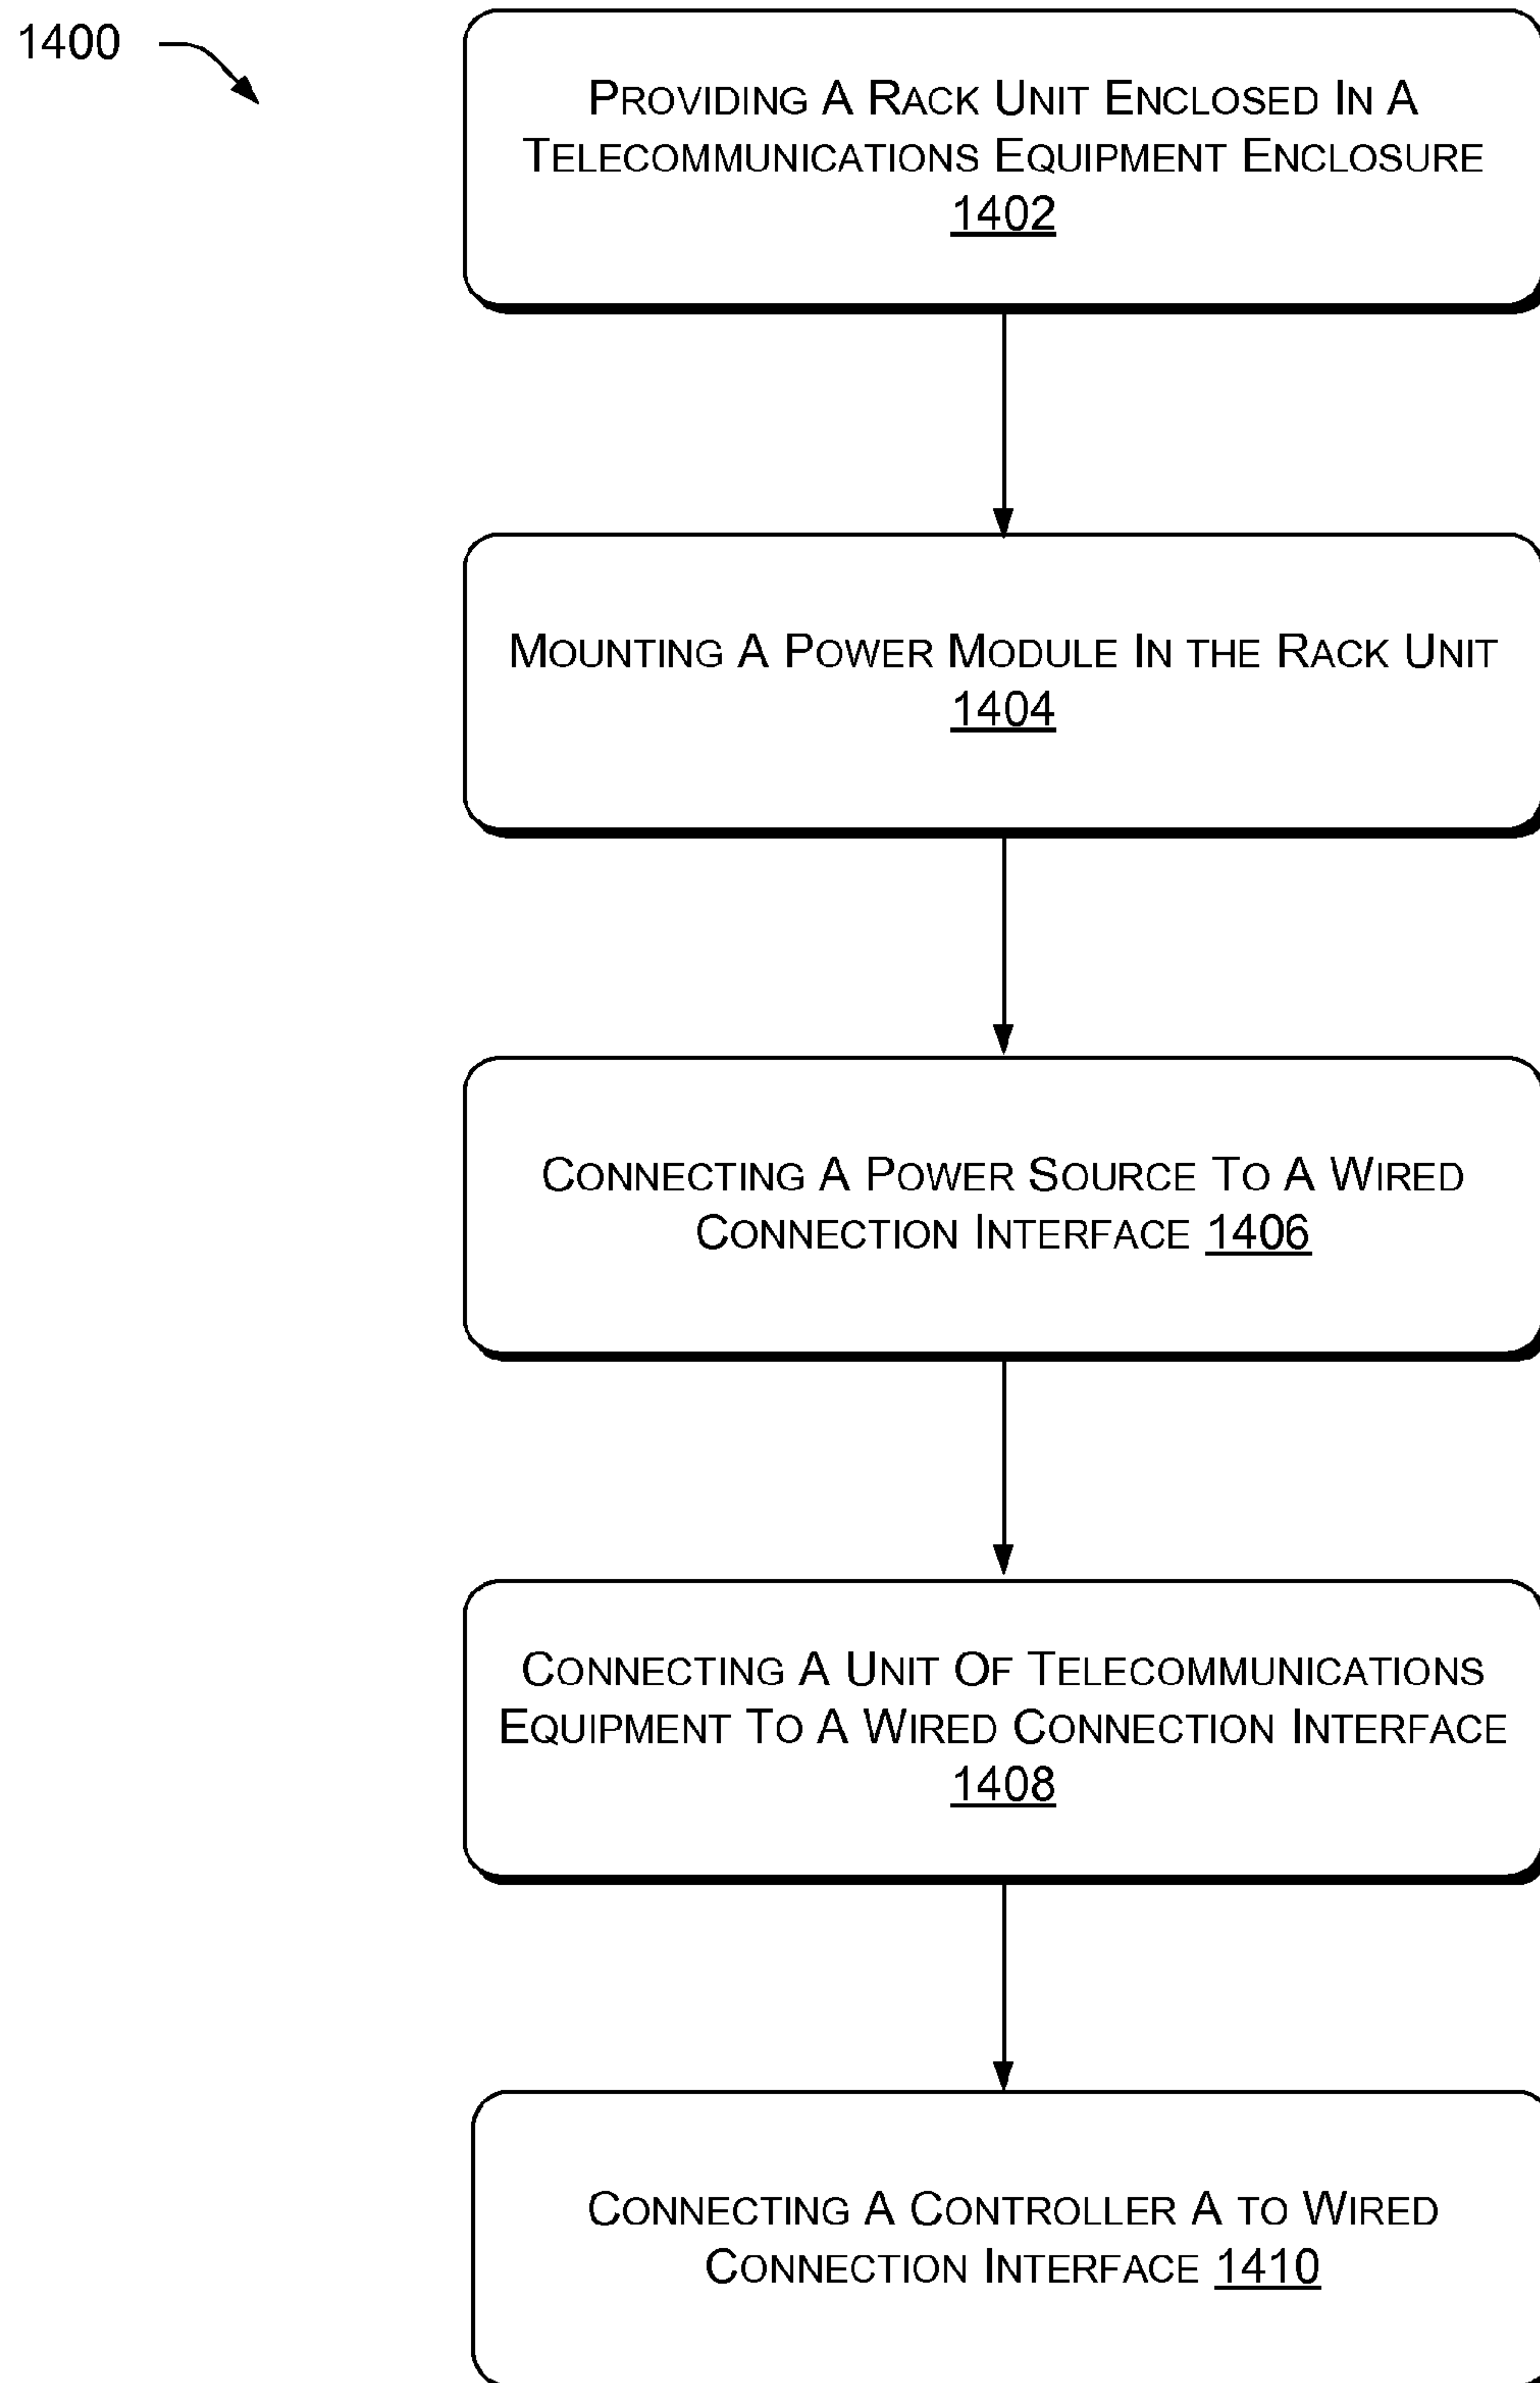 1400
PROVIDING A RACK UNIT ENCLOSED IN A
TELECOMMUNICATIONS EQUIPMENT ENCLOSURE
1402
MOUNTING A POWER MODULE IN THE RACK UNIT
1404
CONNECTING A POWER SOURCE TO A WIRED
CONNECTION INTERFACE 1406
CONNECTING A UNIT OF TELECOMMUNICATIONS
EQUIPMENT TO A WIRED CONNECTION INTERFACE
1408
CONNECTING A CONTROLLER A TO WIRED
CONNECTION INTERFACE 1410